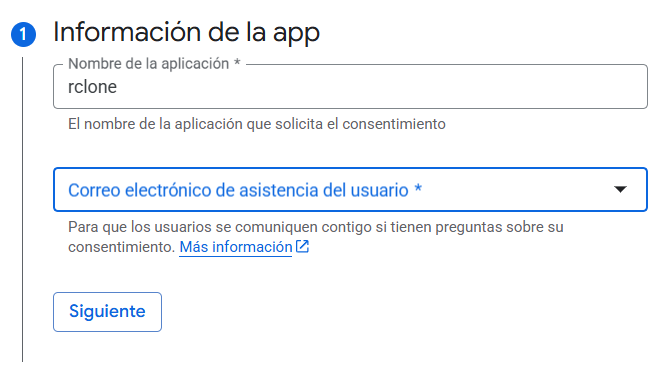 1 Información de la app
Nombre de la aplicación *
rclone
El nombre de la aplicación que solicita el consentimiento
Correo electrónico de asistencia del usuario *
Para que los usuarios se comuniquen contigo si tienen preguntas sobre su
consentimiento. Más información
Siguiente